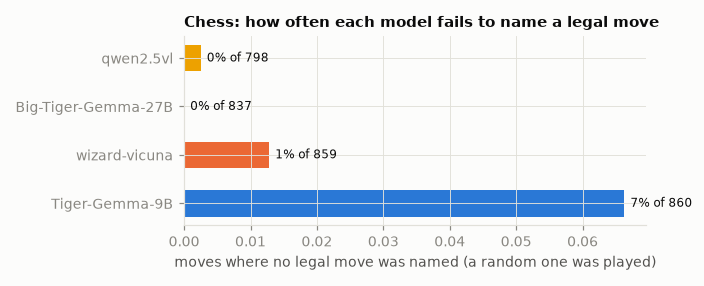 Chess: how often each model fails to name a legal move
qwen2.5vl
0% of 798
Big-Tiger-Gemma-27B
0% of 837
wizard-vicuna
1% of 859
Tiger-Gemma-9B
7% of 860
0.00 0.01 0.02 0.03 0.04 0.05 0.06
moves where no legal move was named (a random one was played)